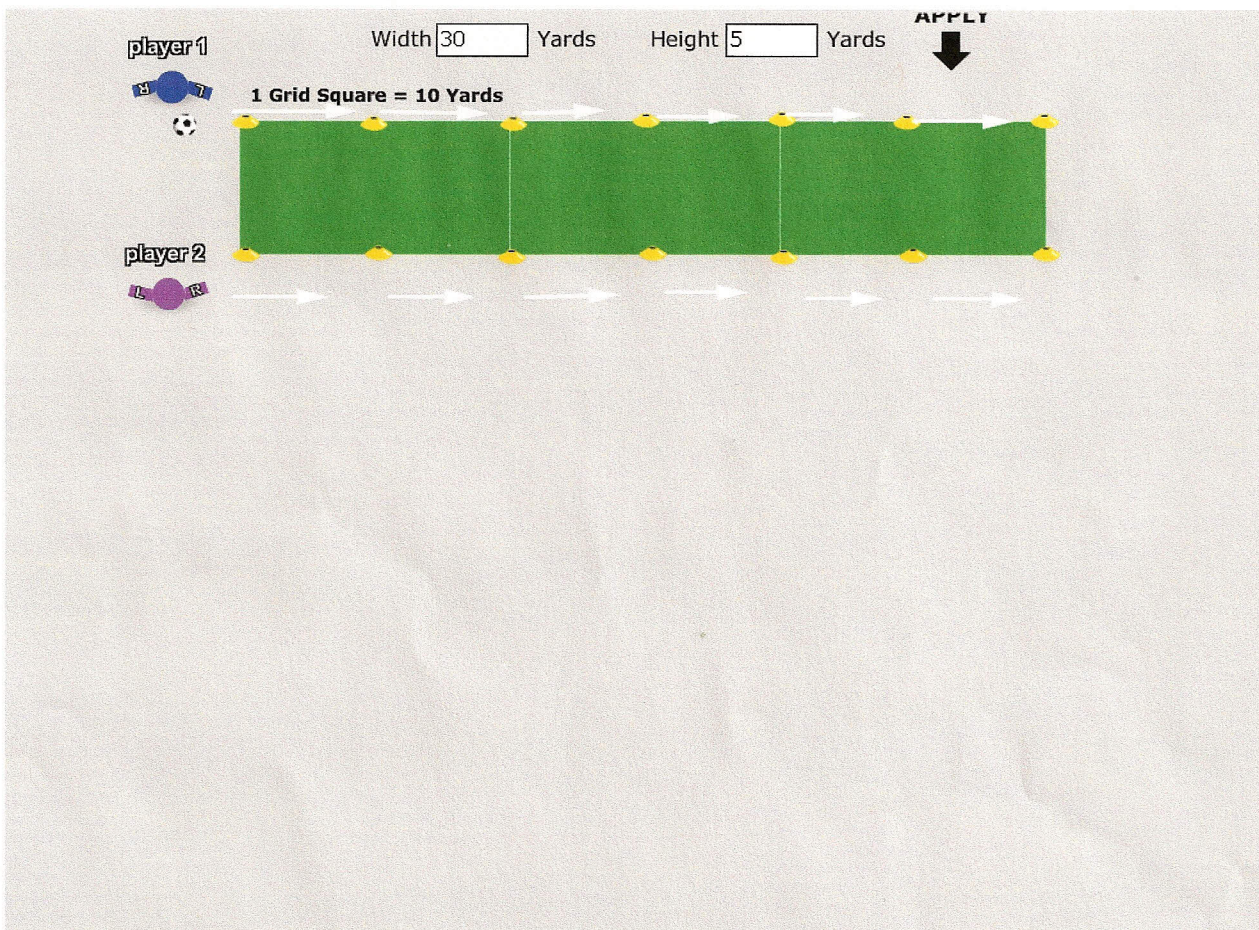 APPLY
player 1
Width 30 Yards Height 5 Yards
R L
1 Grid Square = 10 Yards
player 2
L R